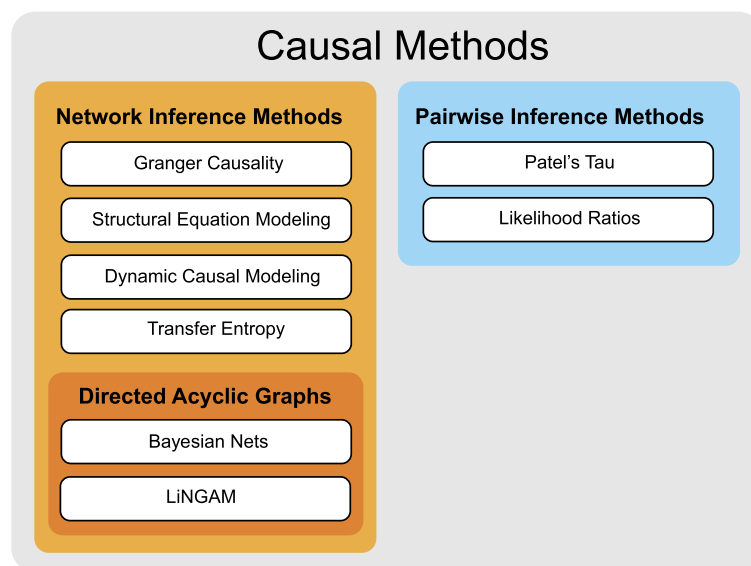 Causal Methods
Network Inference Methods
Granger Causality
Structural Equation Modeling
Dynamic Causal Modeling
Transfer Entropy
Directed Acyclic Graphs
Bayesian Nets
LiNGAM
Pairwise Inference Methods
Patel's Tau
Likelihood Ratios